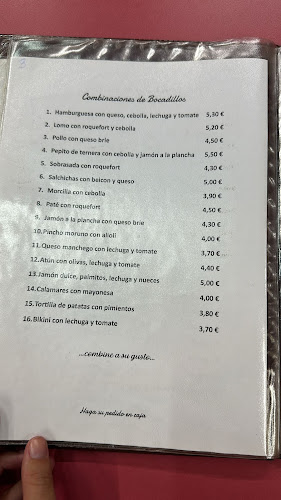 Combinaciones de Bocadillos
1. Hamburguesa con queso, cebolla, lechuga y tomate 5,30 €
2. Lomo con roquefort y cebolla 5,20 €
3. Pollo con queso brie 4,50 €
4. Pepito de ternera con cebolla y jamón a la plancha 5,50 €
5. Sobrasada con roquefort 4,30 €
6. Salchichas con beicon y queso 5,00 €
7. Morcilla con cebolla 3,90 €
8. Paté con roquefort 4,50 €
9. Jamón a la plancha con queso brie 4,30 €
10. Pincho moruno con alioli 4,00 €
11. Queso manchego con lechuga y tomate 3,70 €
12. Atún con olivas, lechuga y tomate 4,40 €
13. Jamón dulce, palmitos, lechuga y nueces 5,00 €
14. Calamares con mayonesa 4,00 €
15. Tortilla de patatas con pimientos 3,80 €
16. Bikini con lechuga y tomate 3,70 €
...combine a su gusto...
Haga su pedido en caja